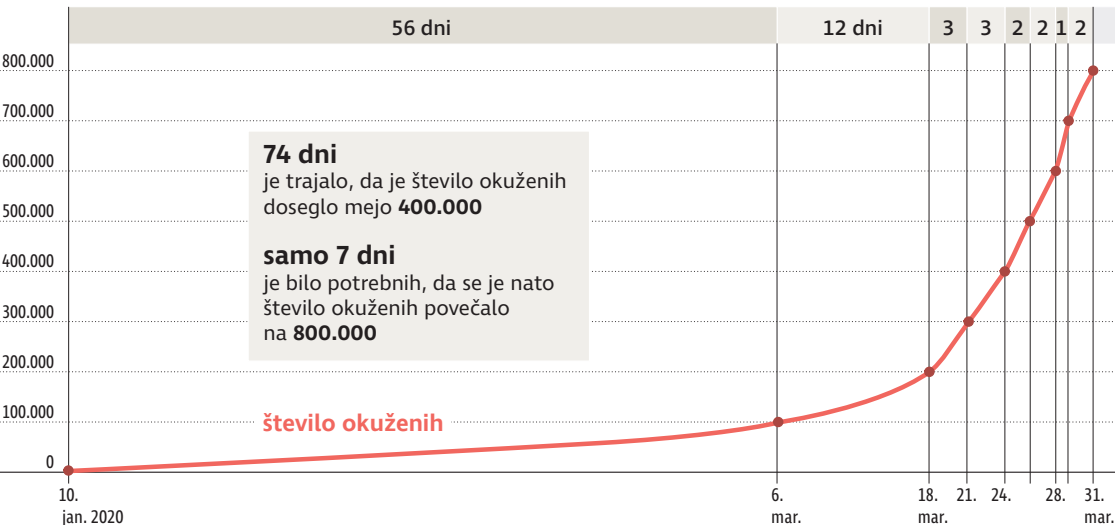 56 dni 12 dni 3 3 2 2 1 2
800.000
700.000
600.000
500.000
400.000
300.000
200.000
100.000
0
74 dni
je trajalo, da je število okuženih
doseglo mejo 400.000
samo 7 dni
je bilo potrebnih, da se je nato
število okuženih povečalo
na 800.000
število okuženih
10. 6. 18. 21. 24. 28. 31.
jan. 2020 mar. mar. mar.